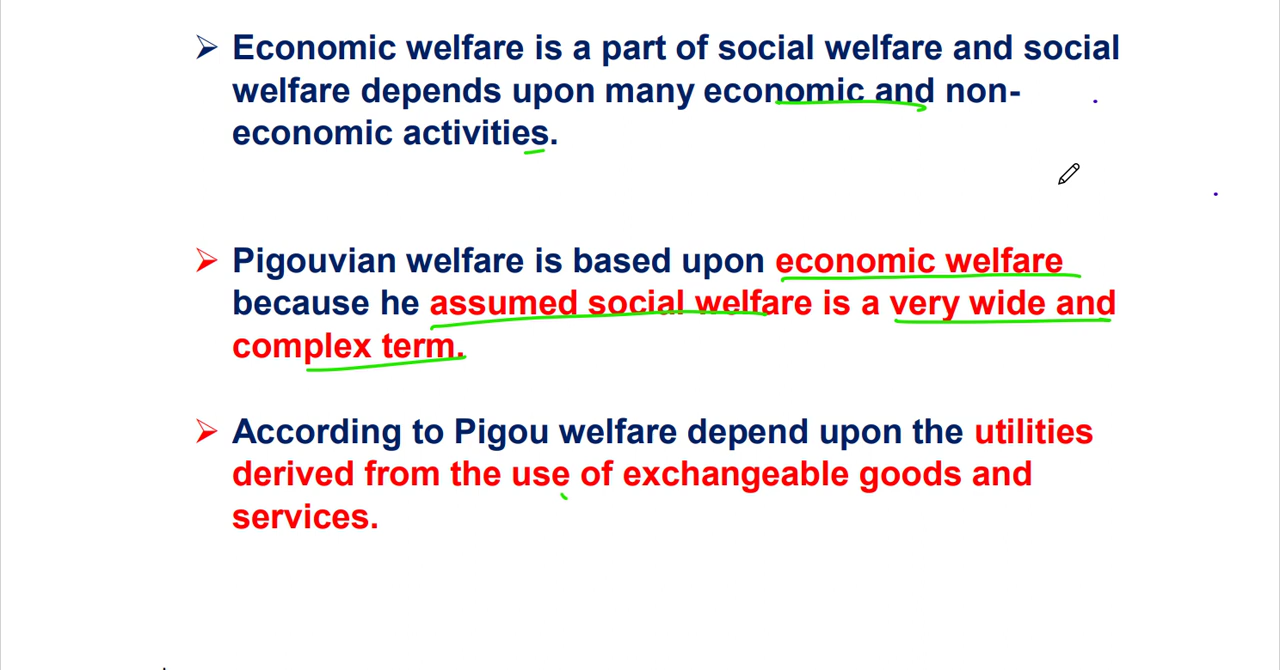 Economic welfare is a part of social welfare and social
welfare depends upon many economic and non-
economic activities.
Pigouvian welfare is based upon economic welfare
because he assumed social welfare is a very wide and
complex term.
According to Pigou welfare depend upon the utilities
derived from the use of exchangeable goods and
services.